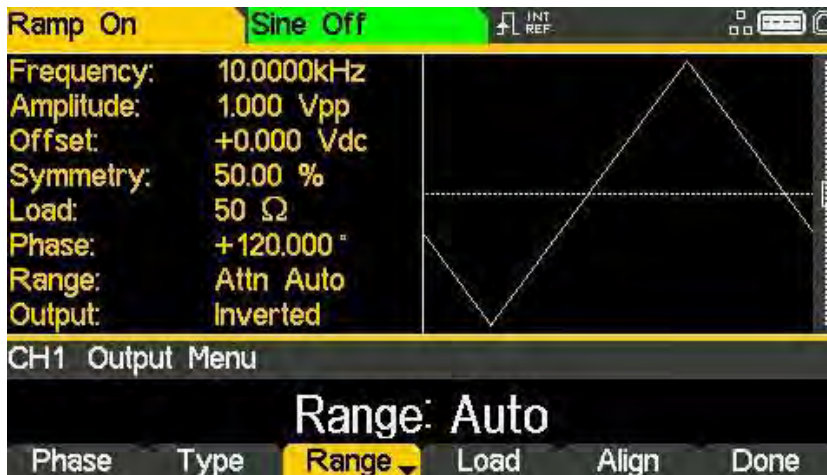 Ramp On Sine Off INT REF
Frequency: 10.0000kHz
Amplitude: 1.000 Vpp
Offset: +0.000 Vdc
Symmetry: 50.00 %
Load: 50 Ω
Phase: +120.000 °
Range: Attn Auto
Output: Inverted
CH1 Output Menu
Range: Auto
Phase Type Range Load Align Done